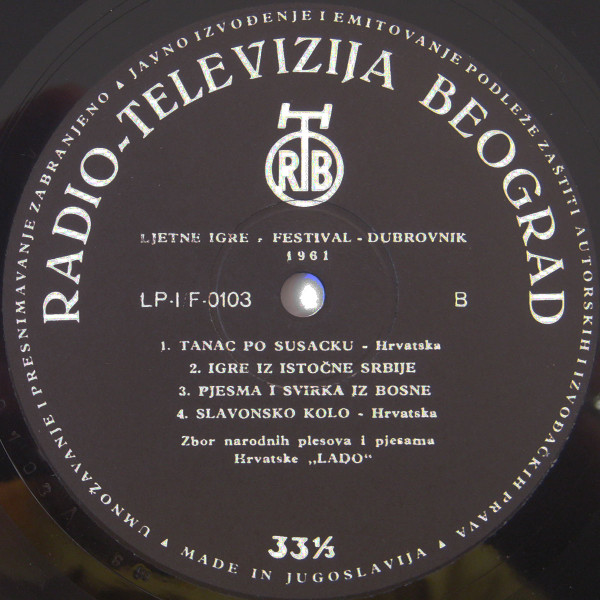 UMNOŽAVANJE I PRESNIMAVANJE ZABRANJENO ▲ JAVNO IZVOĐENJE I EMITOVANJE PODLEŽE ZAŠTITI AUTORSKIH I IZVOĐAČKIH PRAVA ▲
RADIO-TELEVIZIJA BEOGRAD
RTB
LJETNE IGRE - FESTIVAL - DUBROVNIK
1961
LP-I F-0103 B
1. TANAC PO SUSACKU - Hrvatska
2. IGRE IZ ISTOČNE SRBIJE
3. PJESMA I SVIRKA IZ BOSNE
4. SLAVONSKO KOLO - Hrvatska
Zbor narodnih plesova i pjesama
Hrvatske „LADO"
33⅓
MADE IN JUGOSLAVIJA ▲